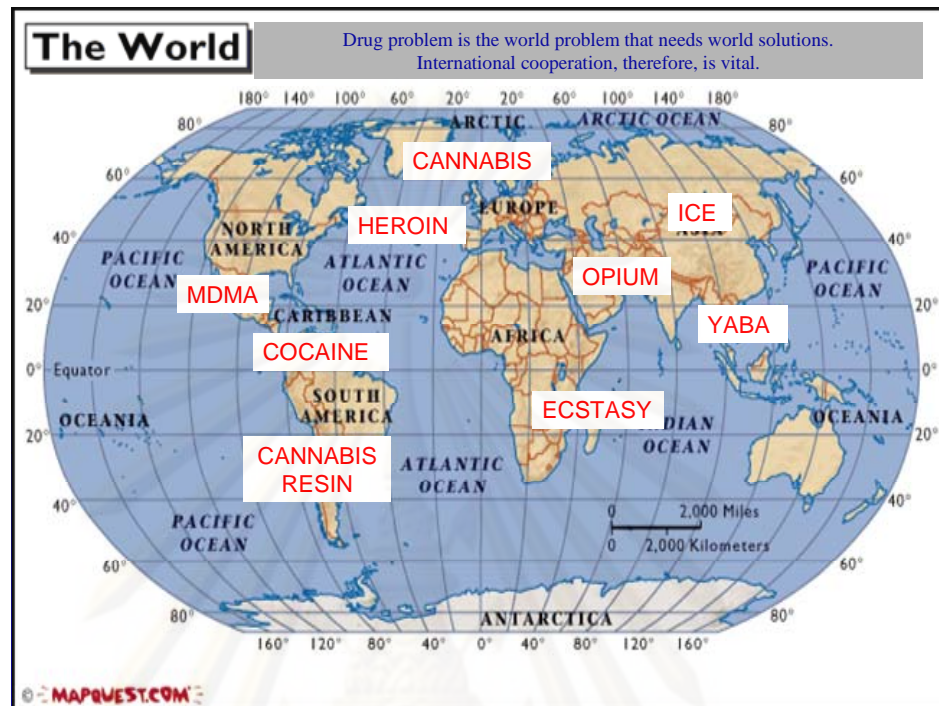 The World
Drug problem is the world problem that needs world solutions.
International cooperation, therefore, is vital.
180° 140° 100° 60° 20° 20° 60° 100° 140° 180°
ARCTIC
ARCTIC OCEAN
80° 80°
CANNABIS
60° 60°
EUROPE
ICE
ASIA
HEROIN
NORTH
AMERICA
40° 40°
PACIFIC
OCEAN
ATLANTIC
OCEAN
OPIUM
PACIFIC
OCEAN
MDMA
20° 20°
CARIBBEAN
YABA
AFRICA
COCAINE
Equator 0° 0°
SOUTH
AMERICA
ECSTASY
OCEANIA
INDIAN
OCEAN
OCEANIA
20° 20°
CANNABIS
RESIN
ATLANTIC
OCEAN
40° 40°
PACIFIC
OCEAN
0 2,000 Miles
0 2,000 Kilometers
60° 60°
80° 80°
ANTARCTICA
160° 120° 80° 40° 0° 40° 80° 120° 160°
© MAPQUEST.COM